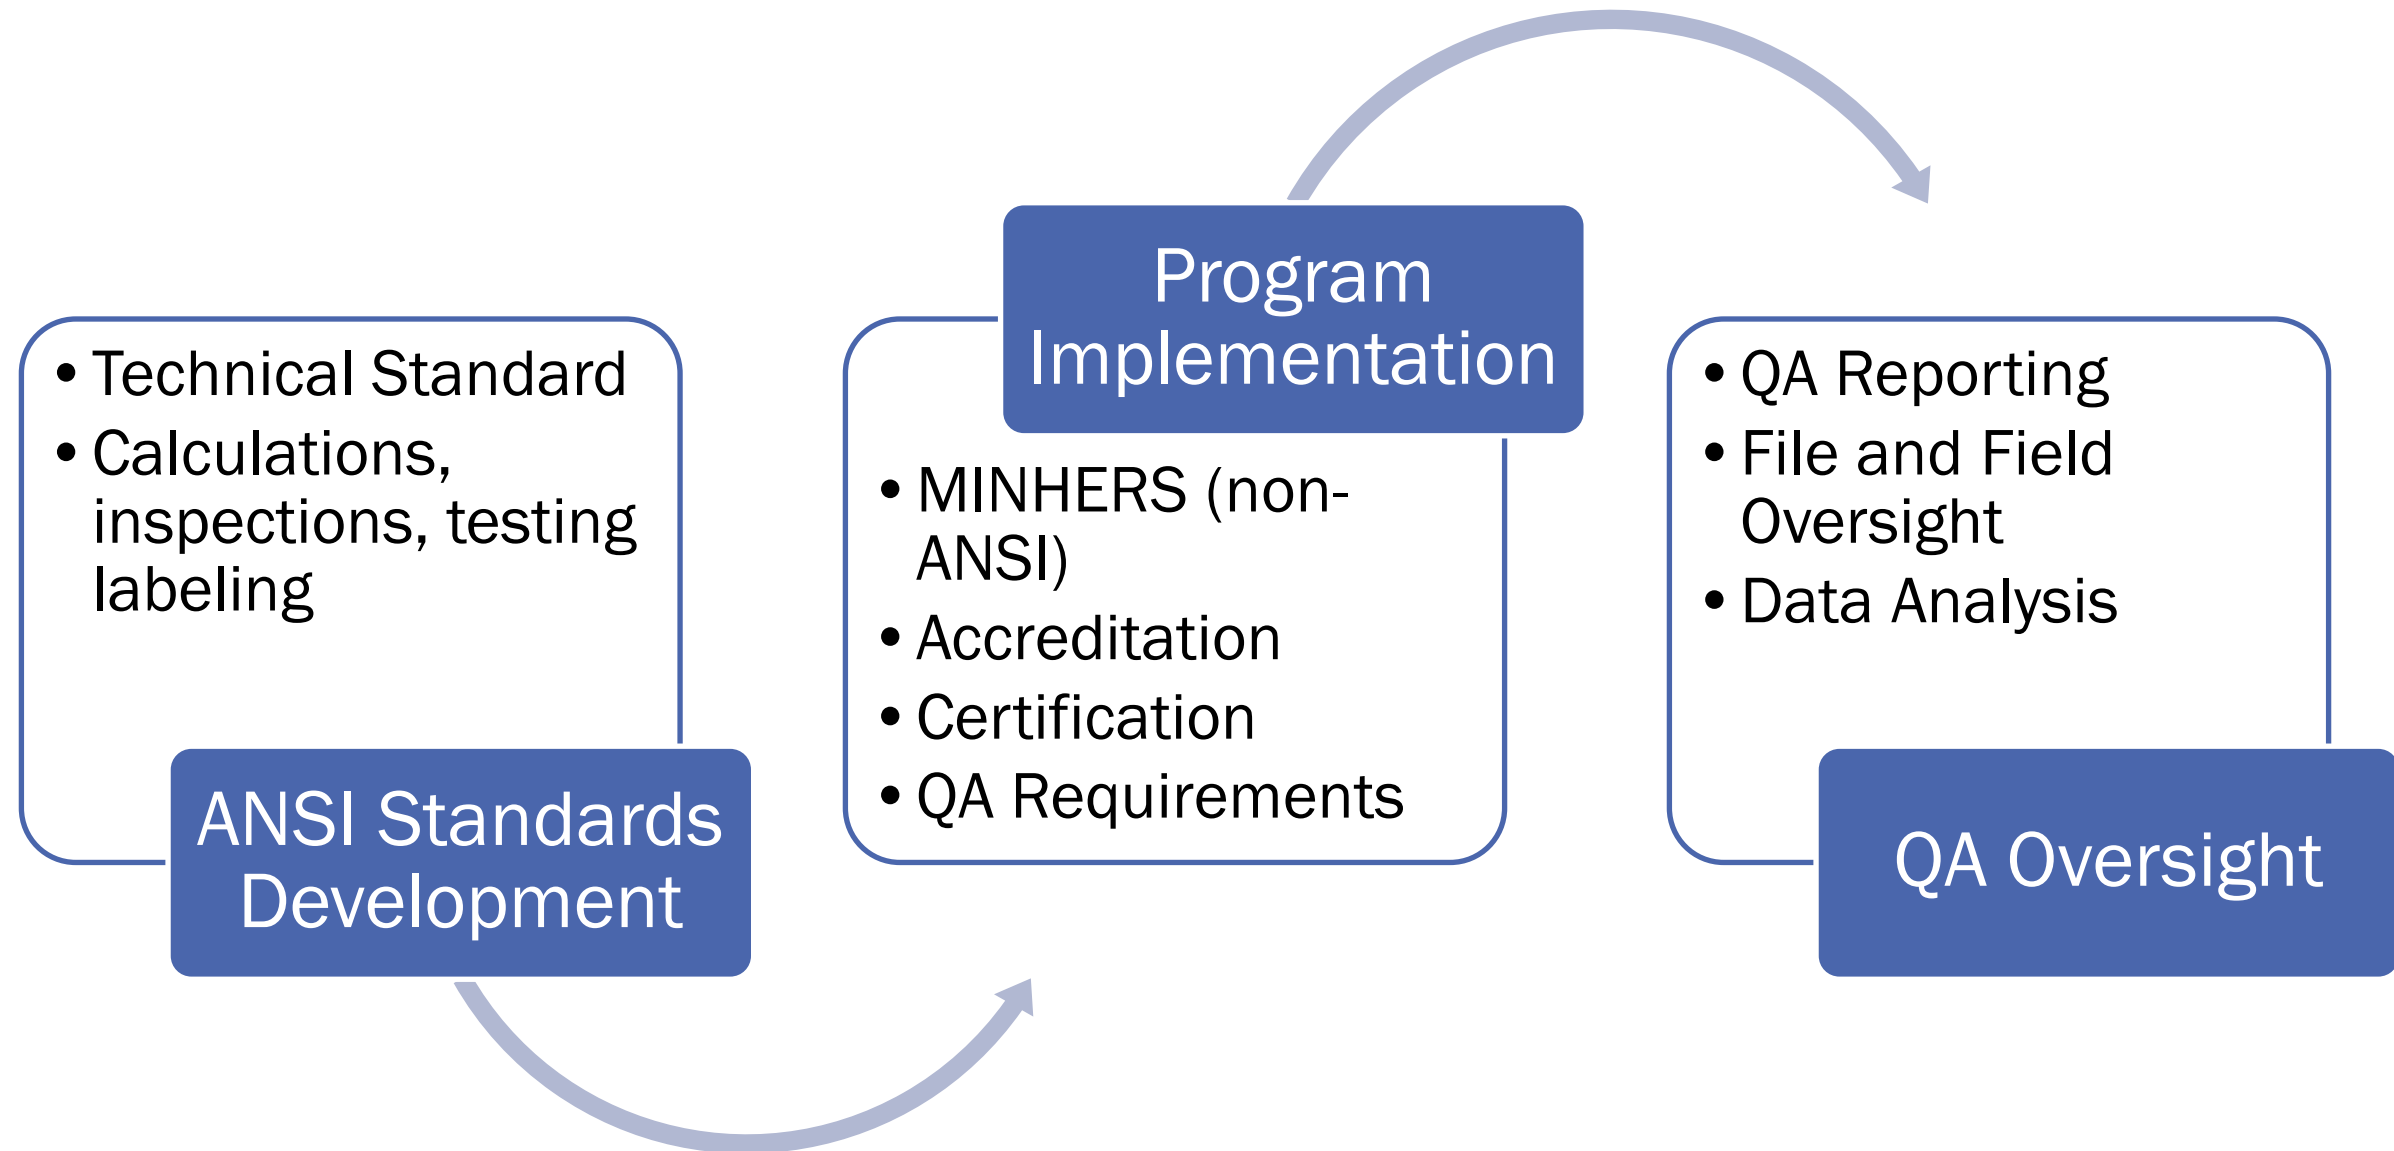 • Technical Standard
• Calculations,
inspections, testing
labeling
ANSI Standards
Development
Program
Implementation
• MINHERS (non-
ANSI)
• Accreditation
• Certification
• QA Requirements
• QA Reporting
• File and Field
Oversight
• Data Analysis
QA Oversight